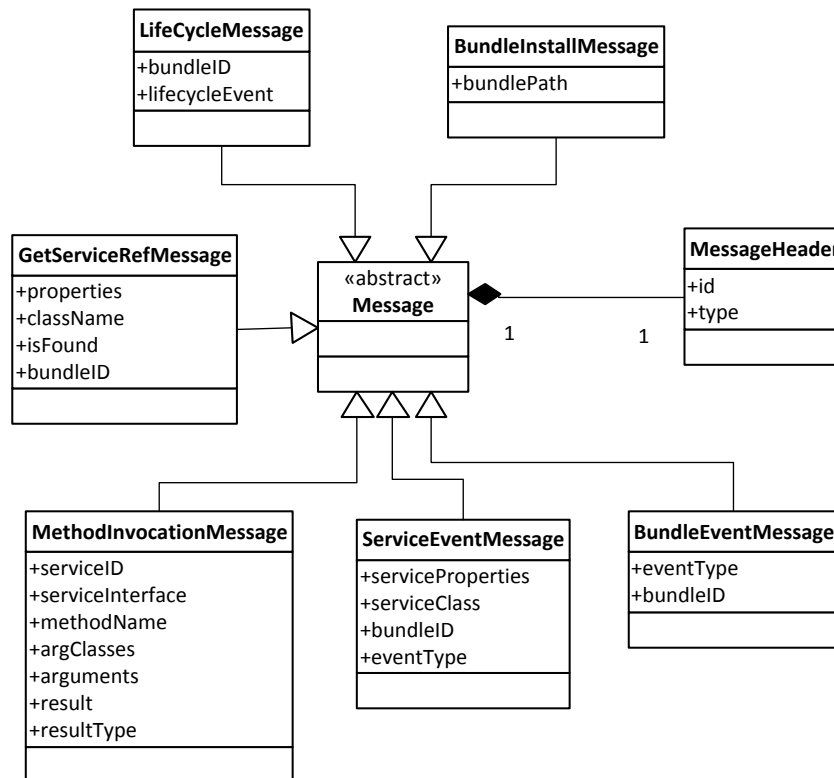 LifeCycleMessage
+bundleID
+lifecycleEvent
BundleInstallMessage
+bundlePath
GetServiceRefMessage
+properties
+className
+isFound
+bundleID
«abstract»
Message
1
1
MessageHeader
+id
+type
MethodInvocationMessage
+serviceID
+serviceInterface
+methodName
+argClasses
+arguments
+result
+resultType
ServiceEventMessage
+serviceProperties
+serviceClass
+bundleID
+eventType
BundleEventMessage
+eventType
+bundleID